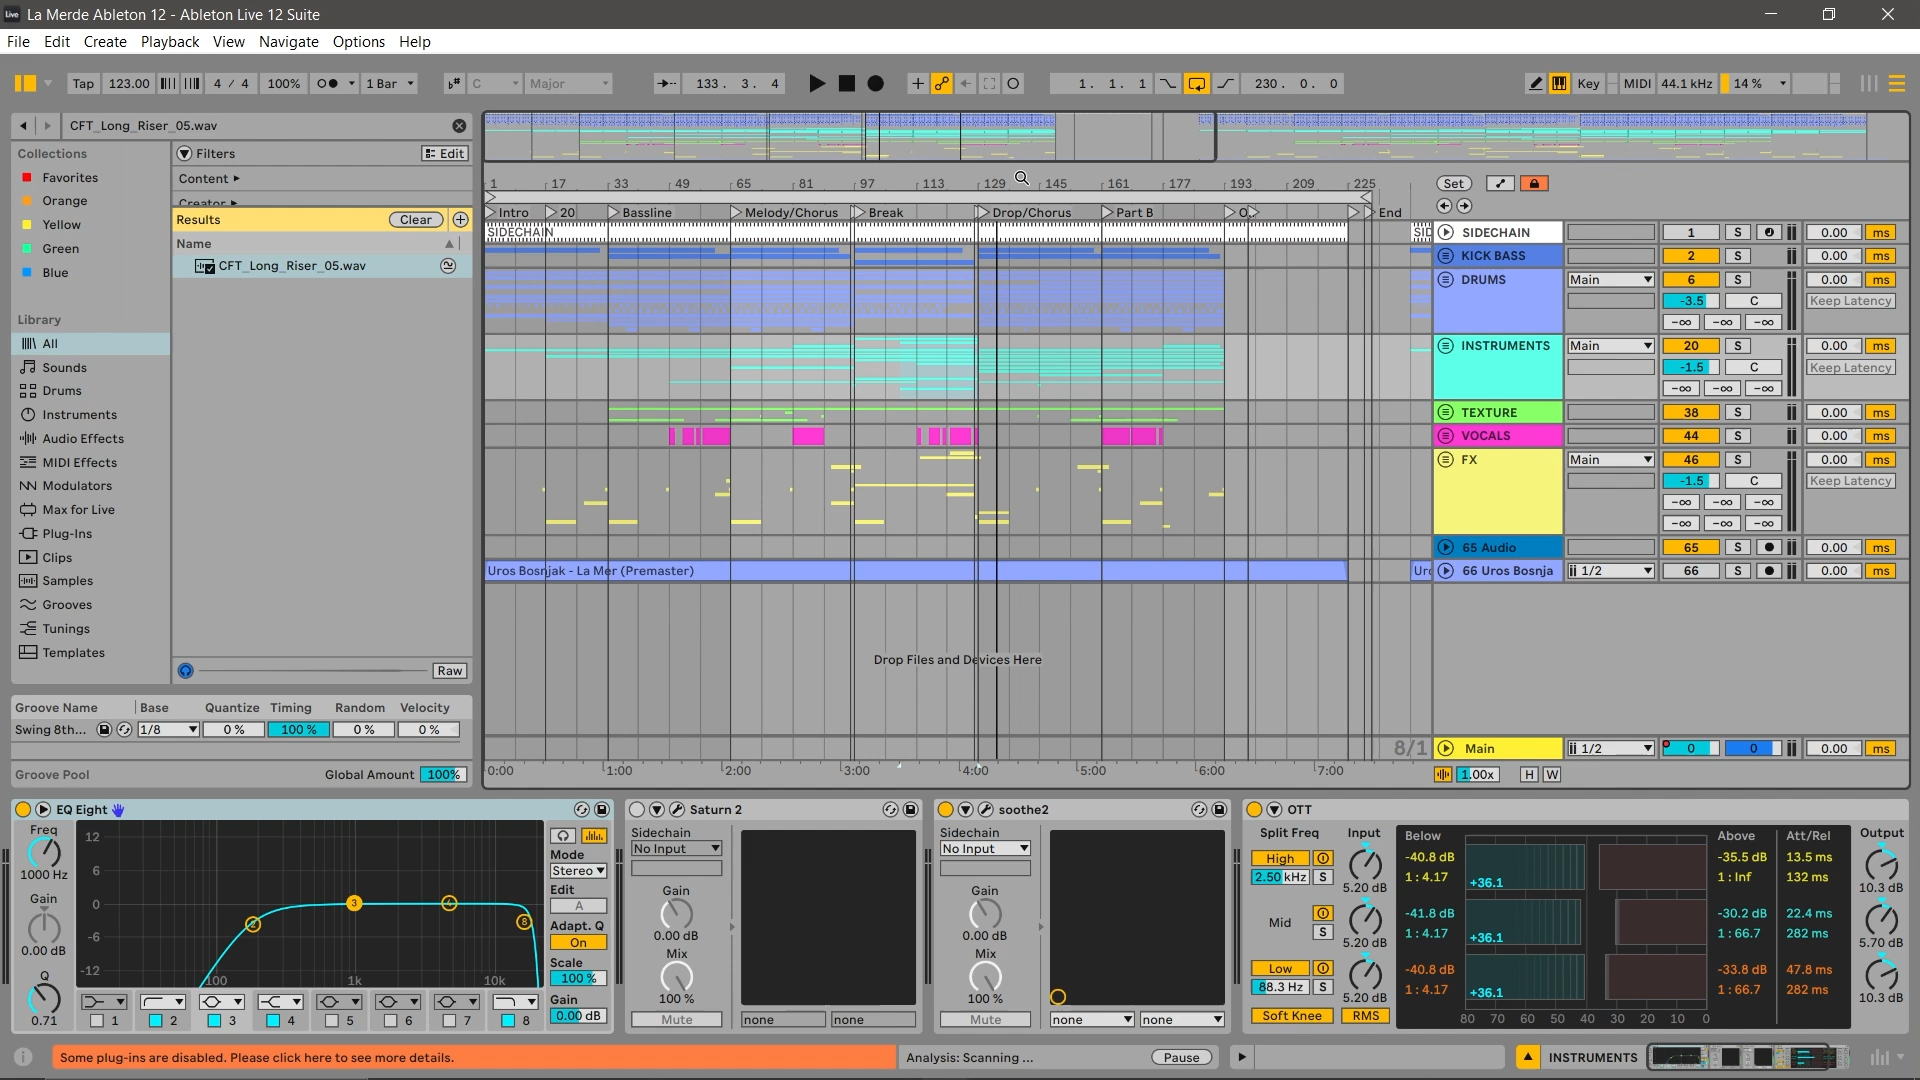 La Merde Ableton 12 - Ableton Live 12 Suite
File Edit Create Playback View Navigate Options Help
Tap 123.00 4 / 4 100% 1 Bar C Major 133. 3. 4 1. 1. 1 230. 0. 0 Key MIDI 44.1 kHz 14 %
CFT_Long_Riser_05.wav
Collections
Favorites
Orange
Yellow
Green
Blue
Library
All
Sounds
Drums
Instruments
Audio Effects
MIDI Effects
Modulators
Max for Live
Plug-Ins
Clips
Samples
Grooves
Tunings
Templates
Filters Edit
Content
Creator
Results Clear
Name
CFT_Long_Riser_05.wav
Raw
Groove Name Base Quantize Timing Random Velocity
Swing 8th... 1/8 0 % 100 % 0 % 0 %
Groove Pool Global Amount 100%
1 17 33 49 65 81 97 113 129 145 161 177 193 209 225
Set
Intro 20 Bassline Melody/Chorus Break Drop/Chorus Part B O.. End
SIDECHAIN SID
SIDECHAIN 1 S 0.00 ms
KICK BASS 2 S 0.00 ms
DRUMS Main 6 S 0.00 ms
-3.5 C Keep Latency
-∞ -∞ -∞
INSTRUMENTS Main 20 S 0.00 ms
-1.5 C Keep Latency
-∞ -∞ -∞
TEXTURE 38 S 0.00 ms
VOCALS 44 S 0.00 ms
FX Main 46 S 0.00 ms
-1.5 C Keep Latency
-∞ -∞ -∞
-∞ -∞ -∞
65 Audio 65 S 0.00 ms
Uros Bosnjak - La Mer (Premaster) Uro
66 Uros Bosnja 1/2 66 S 0.00 ms
Drop Files and Devices Here
8/1 Main 1/2 0 0 0.00 ms
0:00 1:00 2:00 3:00 4:00 5:00 6:00 7:00
1.00x H W
EQ Eight
Freq
1000 Hz
Gain
0.00 dB
Q
0.71
12
6
0
-6
-12
100 1k 10k
2 3 4 8
1 2 3 4 5 6 7 8
Mode
Stereo
Edit
A
Adapt. Q
On
Scale
100 %
Gain
0.00 dB
Saturn 2
Sidechain
No Input
Gain
0.00 dB
Mix
100 %
Mute none none
soothe2
Sidechain
No Input
Gain
0.00 dB
Mix
100 %
Mute none none
OTT
Split Freq Input Below Above Att/Rel Output
High
2.50 kHz S 5.20 dB
-40.8 dB -35.5 dB 13.5 ms
1 : 4.17 +36.1 1 : Inf 132 ms 10.3 dB
Mid S 5.20 dB
-41.8 dB -30.2 dB 22.4 ms
1 : 4.17 +36.1 1 : 66.7 282 ms 5.70 dB
Low
88.3 Hz S 5.20 dB
-40.8 dB -33.8 dB 47.8 ms
1 : 4.17 +36.1 1 : 66.7 282 ms 10.3 dB
Soft Knee RMS 80 70 60 50 40 30 20 10 0
Some plug-ins are disabled. Please click here to see more details.
Analysis: Scanning ... Pause
INSTRUMENTS